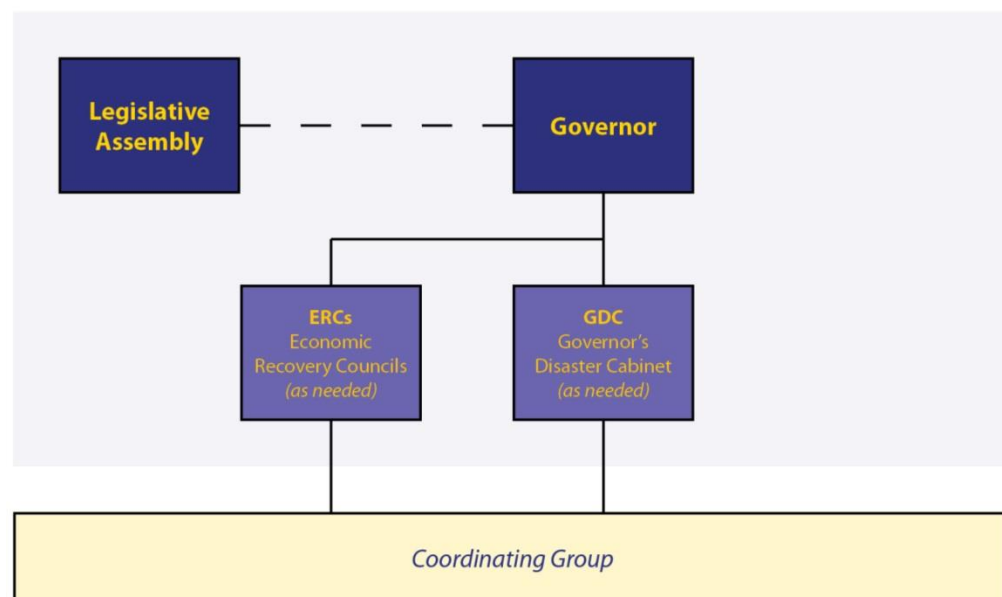 Legislative
Assembly
Governor
ERCs
Economic
Recovery Councils
(as needed)
GDC
Governor’s
Disaster Cabinet
(as needed)
Coordinating Group